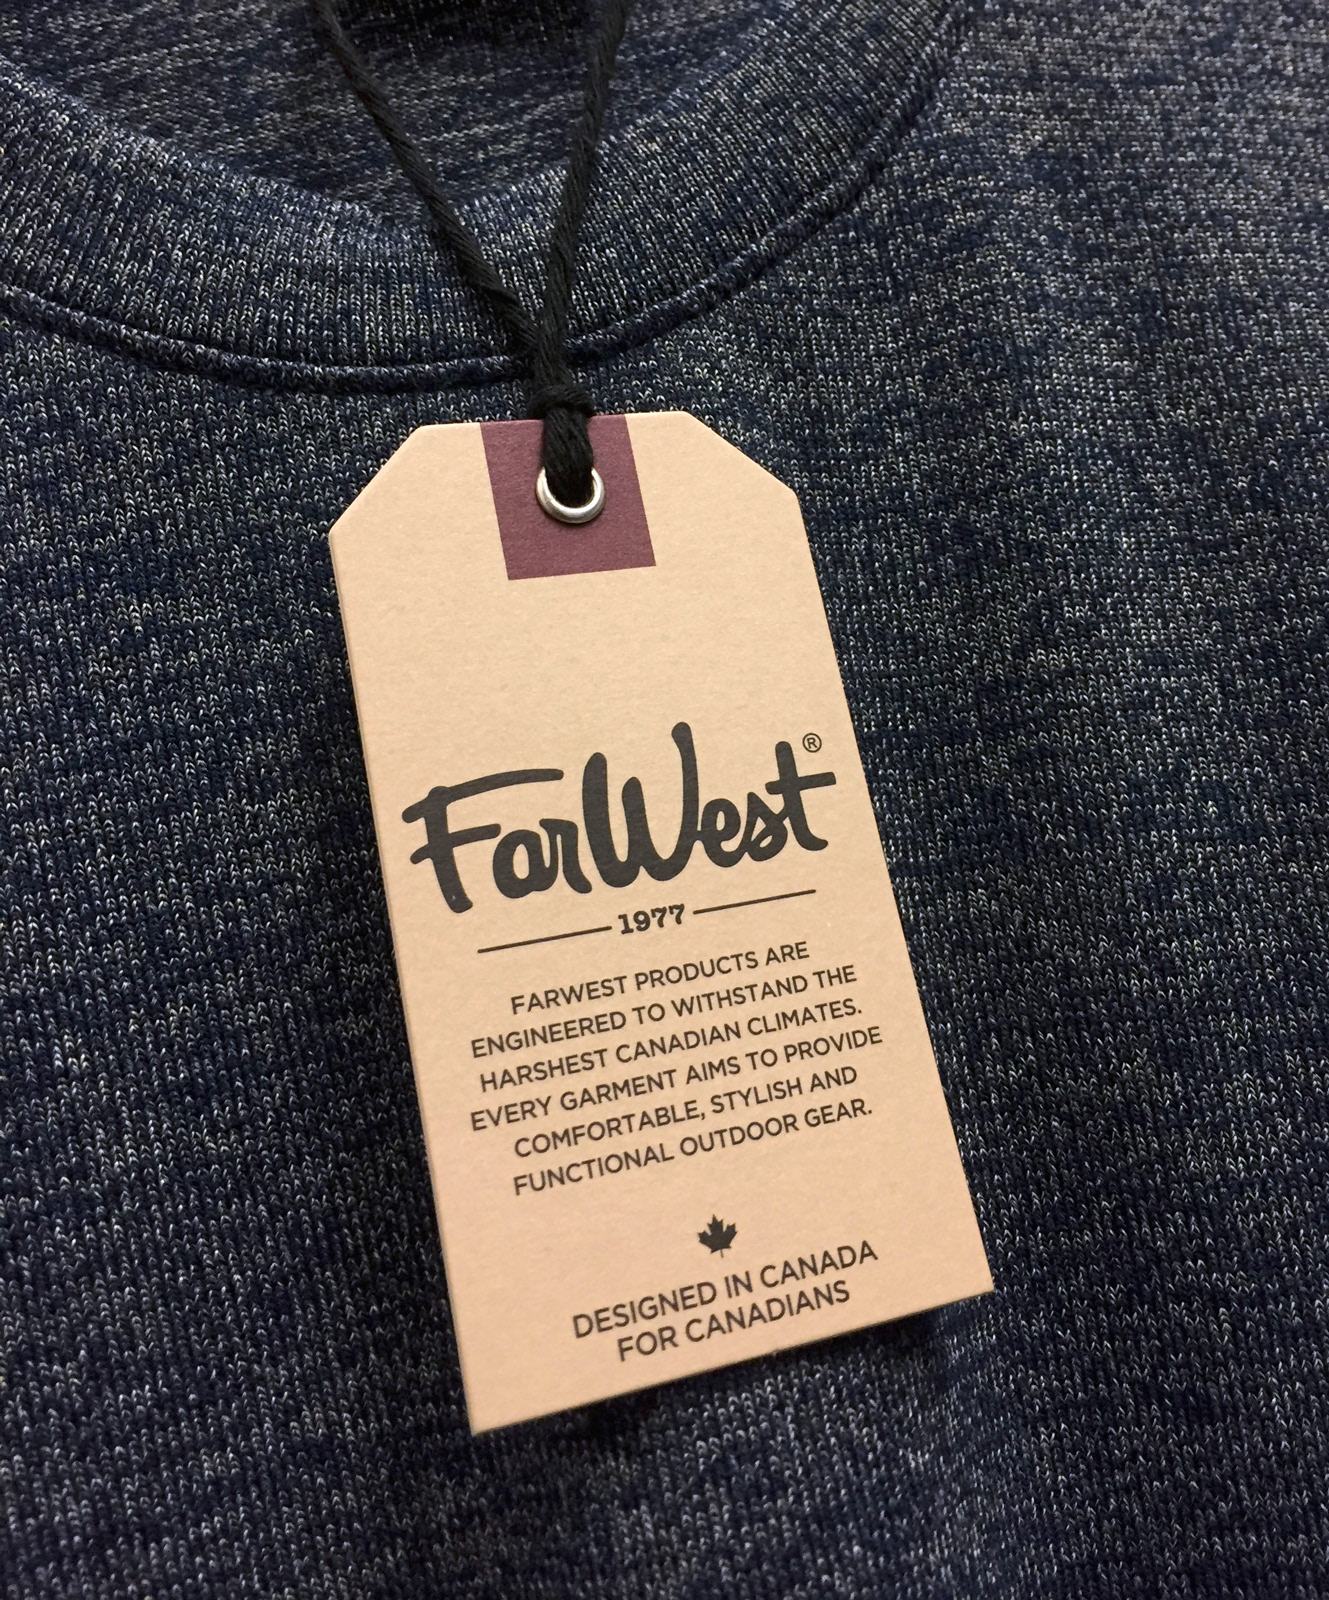 FarWest®
1977
FARWEST PRODUCTS ARE
ENGINEERED TO WITHSTAND THE
HARSHEST CANADIAN CLIMATES.
EVERY GARMENT AIMS TO PROVIDE
COMFORTABLE, STYLISH AND
FUNCTIONAL OUTDOOR GEAR.
DESIGNED IN CANADA
FOR CANADIANS